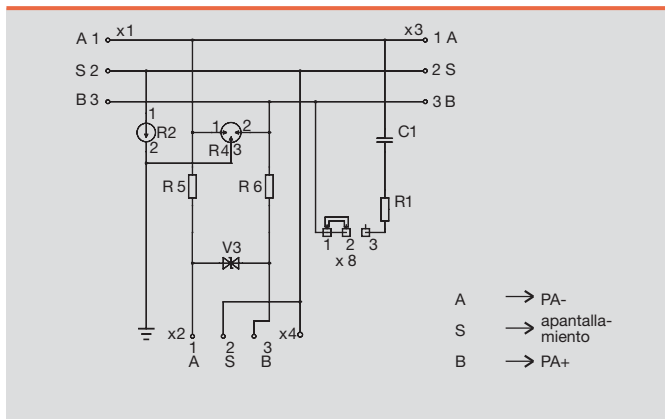 A 1 x1 x3 1 A
S 2 2 S
B 3 3 B
1 R2 2
1 2 R4 3
C1
R 5 R 6 R1
1 2 3
x 8
V3
x2 1 2 3 x4
A S B
A PA-
S apantalla-
miento
B PA+